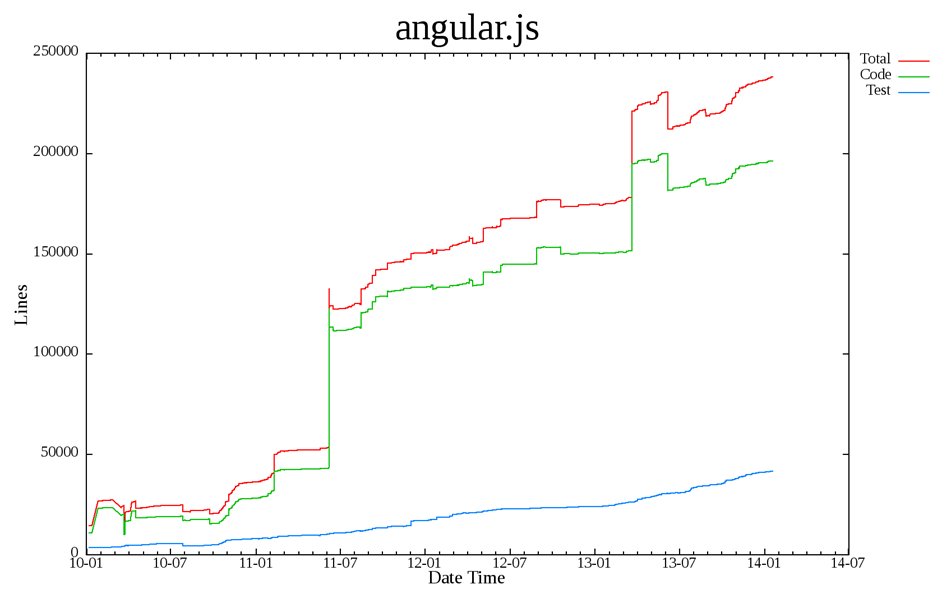 angular.js
250000
200000
150000
100000
50000
0
Lines
10-01 10-07 11-01 11-07 12-01 12-07 13-01 13-07 14-01 14-07
Date Time
Total
Code
Test